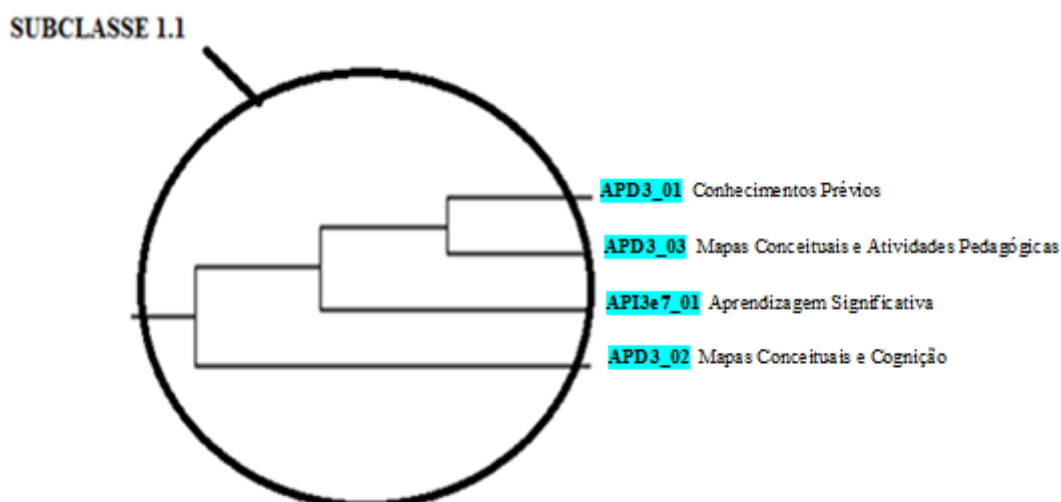 SUBCLASSE 1.1
APD3_01 Conhecimentos Prévios
APD3_03 Mapas Conceituais e Atividades Pedagógicas
API3e7_01 Aprendizagem Significativa
APD3_02 Mapas Conceituais e Cognição